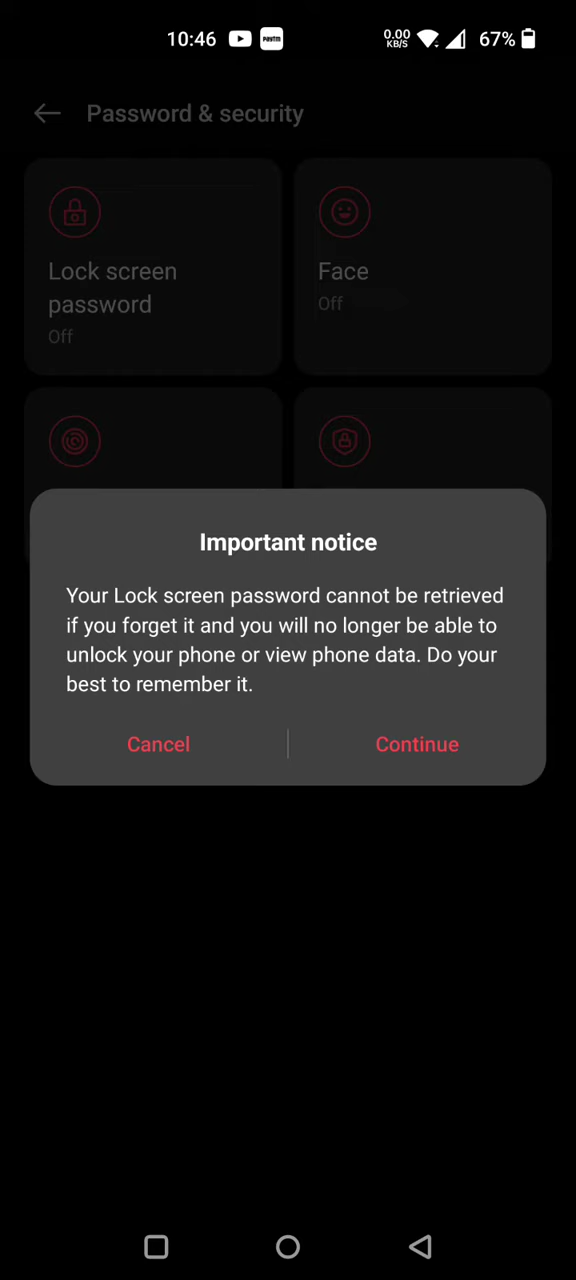 10:46 paytm 0.00 KB/S 67%
Password & security
Lock screen
password
Off
Face
Off
Important notice
Your Lock screen password cannot be retrieved
if you forget it and you will no longer be able to
unlock your phone or view phone data. Do your
best to remember it.
Cancel
Continue